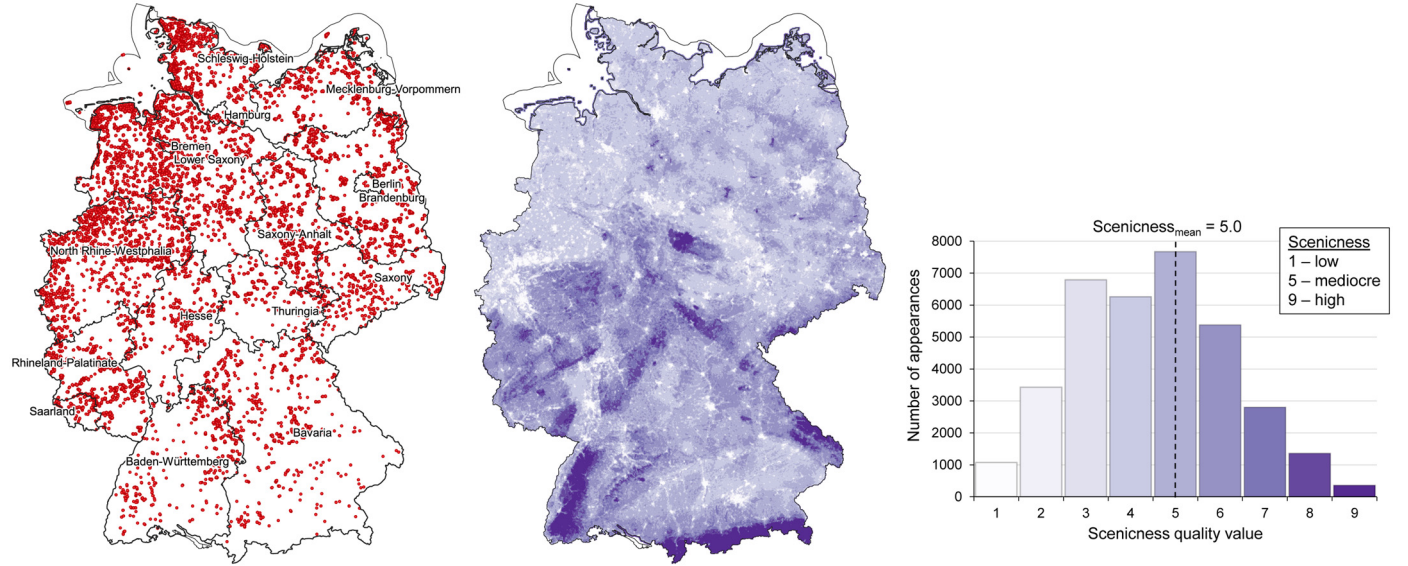 Schleswig-Holstein
Mecklenburg-Vorpommern
Hamburg
Bremen
Lower Saxony
Berlin
Brandenburg
Saxony-Anhalt
North Rhine-Westphalia
Saxony
Hesse
Thuringia
Rhineland-Palatinate
Saarland
Bavaria
Baden-Württemberg
Scenicness_mean = 5.0
Scenicness
1 – low
5 – mediocre
9 – high
Number of appearances
8000
7000
6000
5000
4000
3000
2000
1000
0
1 2 3 4 5 6 7 8 9
Scenicness quality value